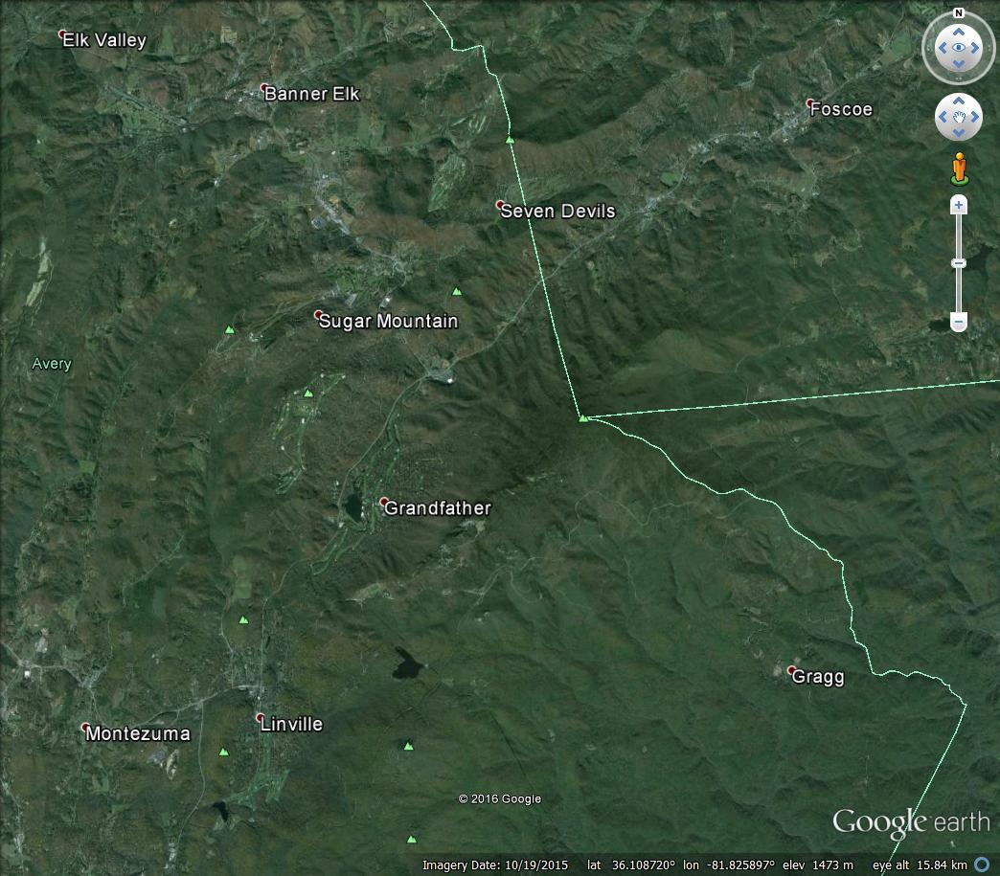 N
Elk Valley
Banner Elk
Foscoe
Seven Devils
Sugar Mountain
Avery
Grandfather
Gragg
Linville
Montezuma
© 2016 Google
Google earth
Imagery Date: 10/19/2015 lat 36.108720° lon -81.825897° elev 1473 m eye alt 15.84 km